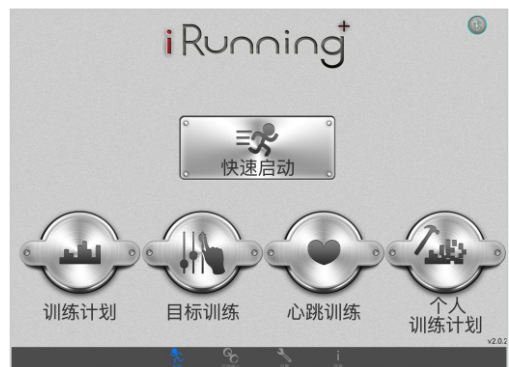 iRunning+
快速启动
训练计划
目标训练
心跳训练
个人
训练计划
v2.0.2